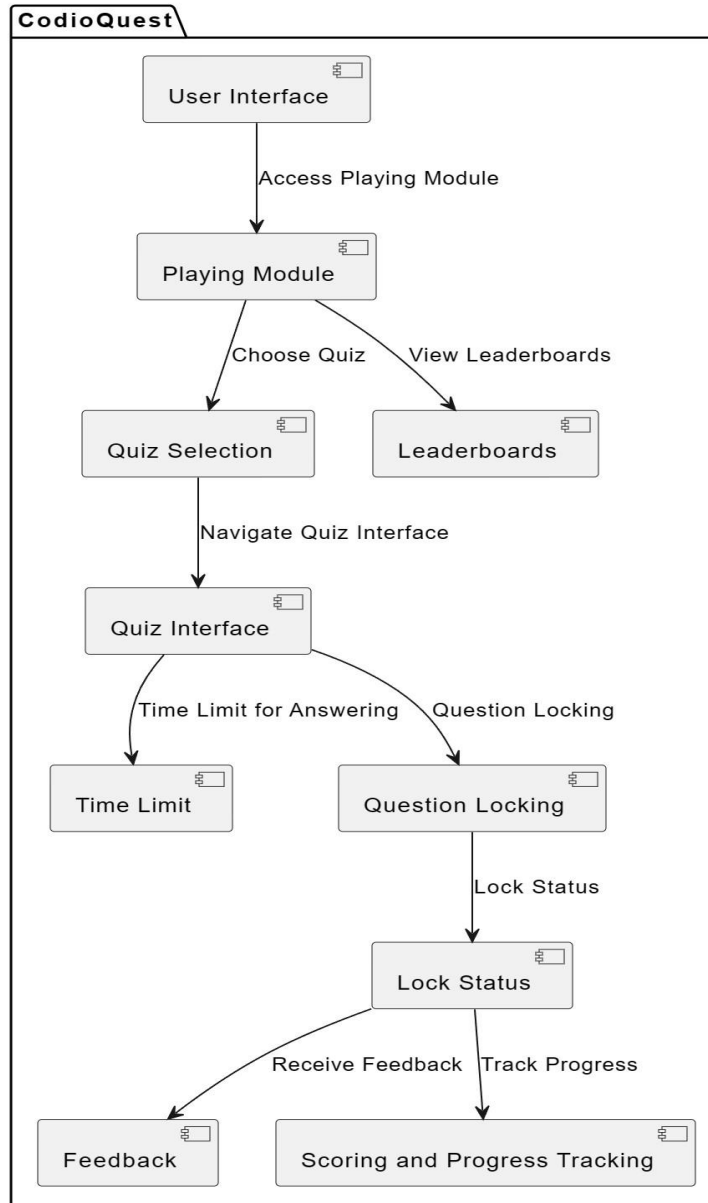 CodioQuest
User Interface
Access Playing Module
Playing Module
Choose Quiz
View Leaderboards
Quiz Selection
Leaderboards
Navigate Quiz Interface
Quiz Interface
Time Limit for Answering
Question Locking
Time Limit
Question Locking
Lock Status
Lock Status
Receive Feedback
Track Progress
Feedback
Scoring and Progress Tracking